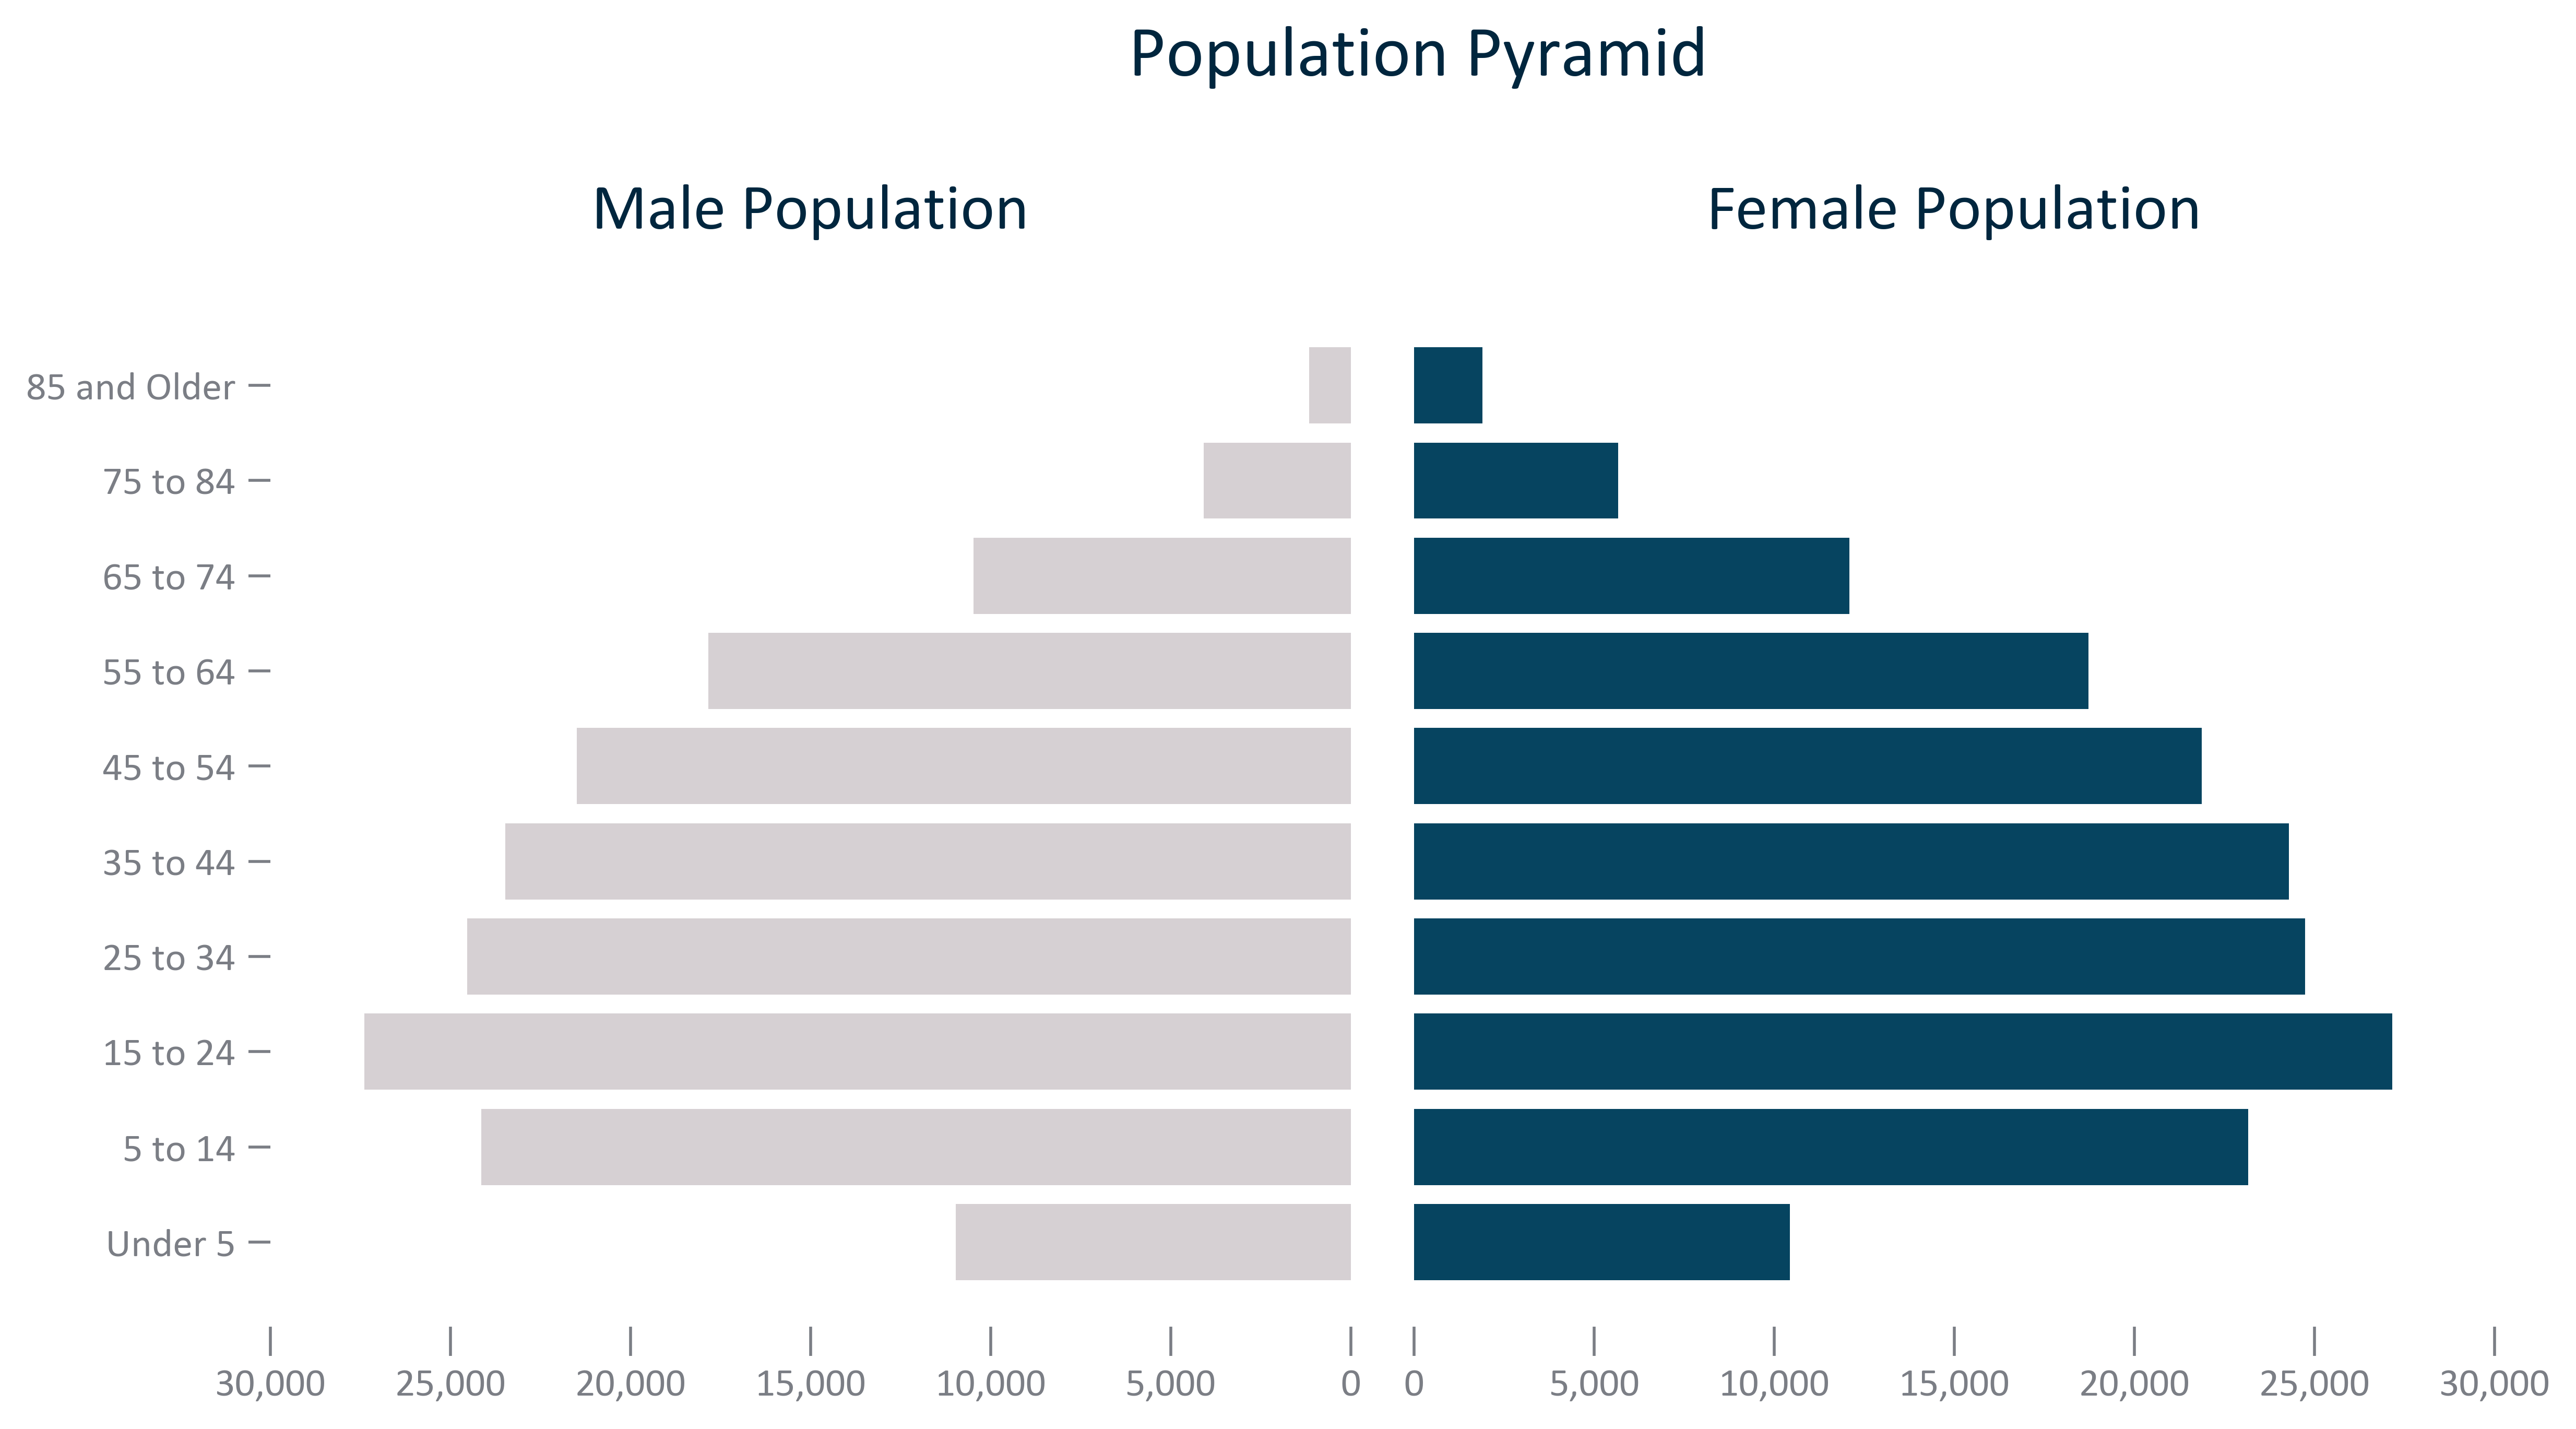 Population Pyramid
Male Population
Female Population
85 and Older
75 to 84
65 to 74
55 to 64
45 to 54
35 to 44
25 to 34
15 to 24
5 to 14
Under 5
30,000 25,000 20,000 15,000 10,000 5,000 0 0 5,000 10,000 15,000 20,000 25,000 30,000